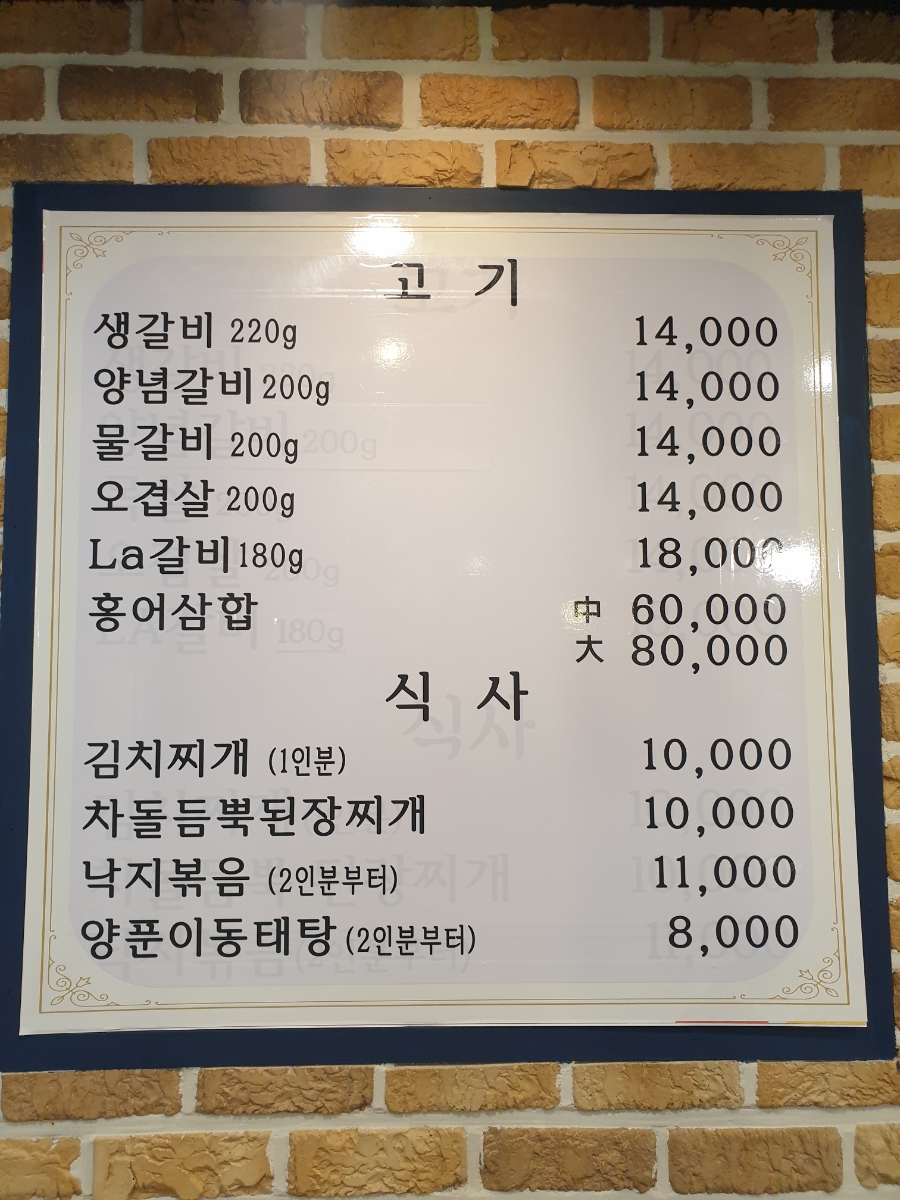 고 기
생갈비 220g 14,000
양념갈비 200g 14,000
물갈비 200g 14,000
오겹살 200g 14,000
La갈비 180g 18,000
홍어삼합 中 60,000
大 80,000
식 사
김치찌개 (1인분) 10,000
차돌듬뿍된장찌개 10,000
낙지볶음 (2인분부터) 11,000
양푼이동태탕 (2인분부터) 8,000